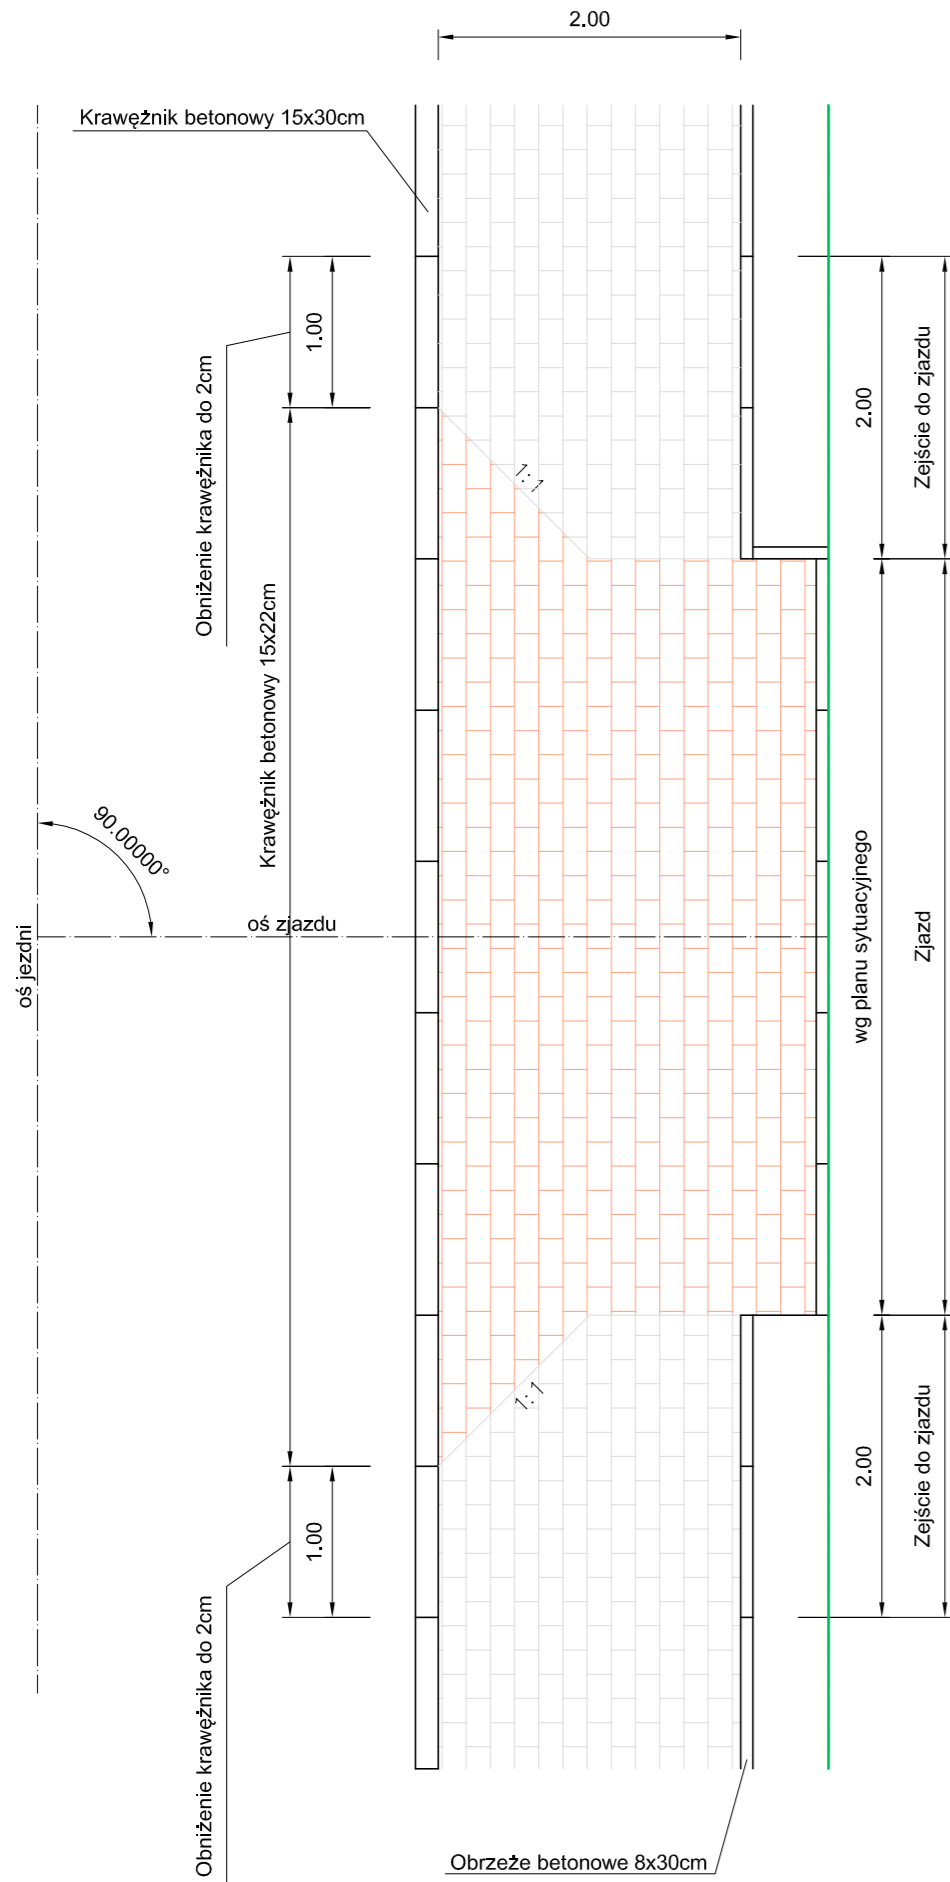 2.00
Krawężnik betonowy 15x30cm
1.00
Obniżenie krawężnika do 2cm
2.00
Zejście do zjazdu
1:1
Krawężnik betonowy 15x22cm
90.00000°
oś jezdni
oś zjazdu
wg planu sytuacyjnego
Zjazd
1:1
1.00
Obniżenie krawężnika do 2cm
2.00
Zejście do zjazdu
Obrzeże betonowe 8x30cm